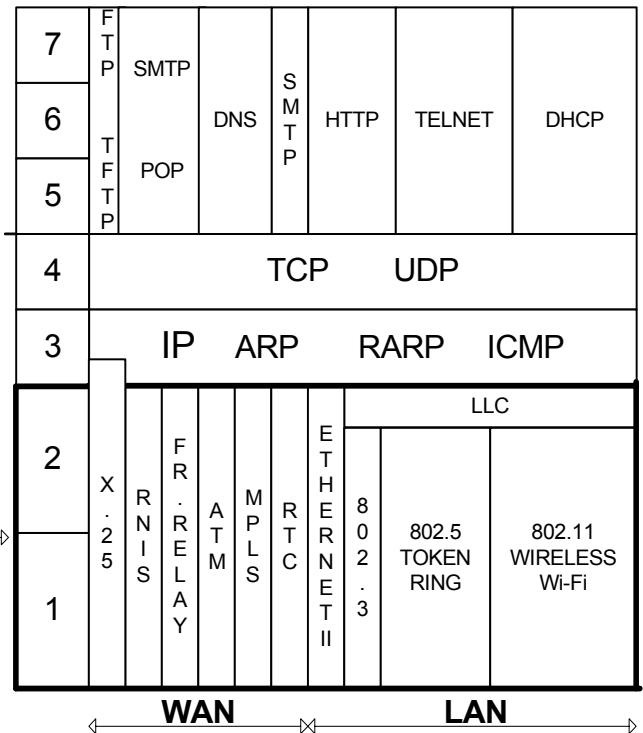 7
6
5
FTP TFTP
SMTP
POP
DNS
SMTP
HTTP
TELNET
DHCP
4
TCP UDP
3
IP ARP RARP ICMP
2
1
X.25
RNIS
FR.RELAY
ATM
MPLS
RTC
ETHERNETII
LLC
802.3
802.5
TOKEN
RING
802.11
WIRELESS
Wi-Fi
WAN
LAN